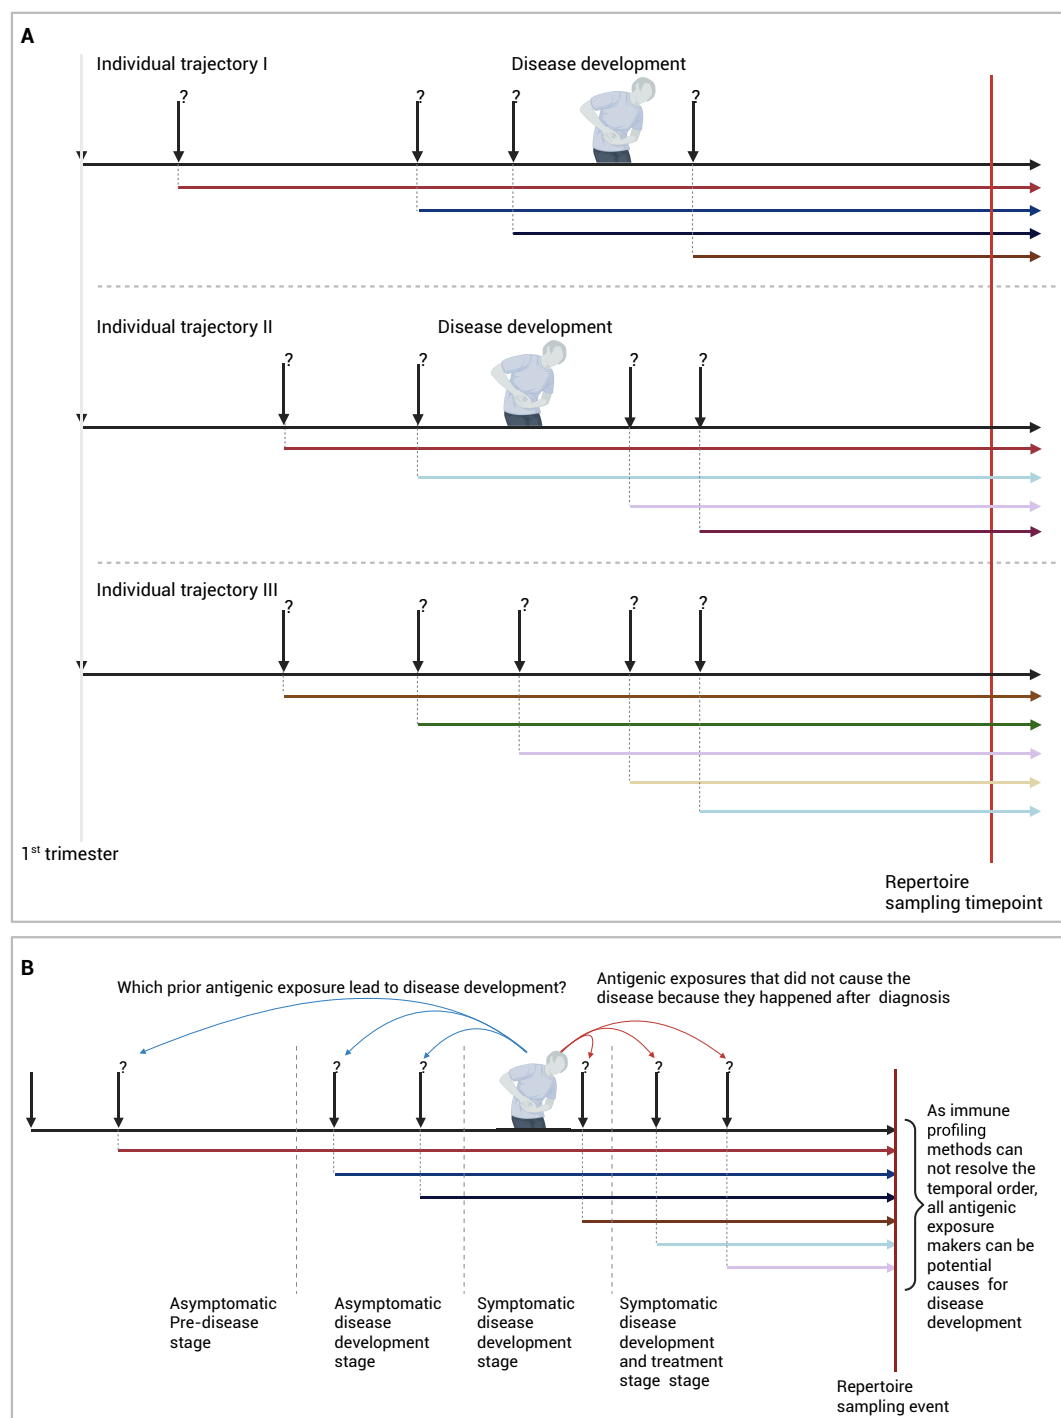 A
Individual trajectory I
Disease development
?
?
?
?
Individual trajectory II
Disease development
?
?
?
?
Individual trajectory III
?
?
?
?
?
1st trimester
Repertoire
sampling timepoint
B
Which prior antigenic exposure lead to disease development?
Antigenic exposures that did not cause the
disease because they happened after diagnosis
?
?
?
?
?
?
As immune
profiling
methods can
not resolve the
temporal order,
all antigenic
exposure
makers can be
potential
causes for
disease
development
Asymptomatic
Pre-disease
stage
Asymptomatic
disease
development
stage
Symptomatic
disease
development
stage
Symptomatic
disease
development
and treatment
stage stage
Repertoire
sampling event